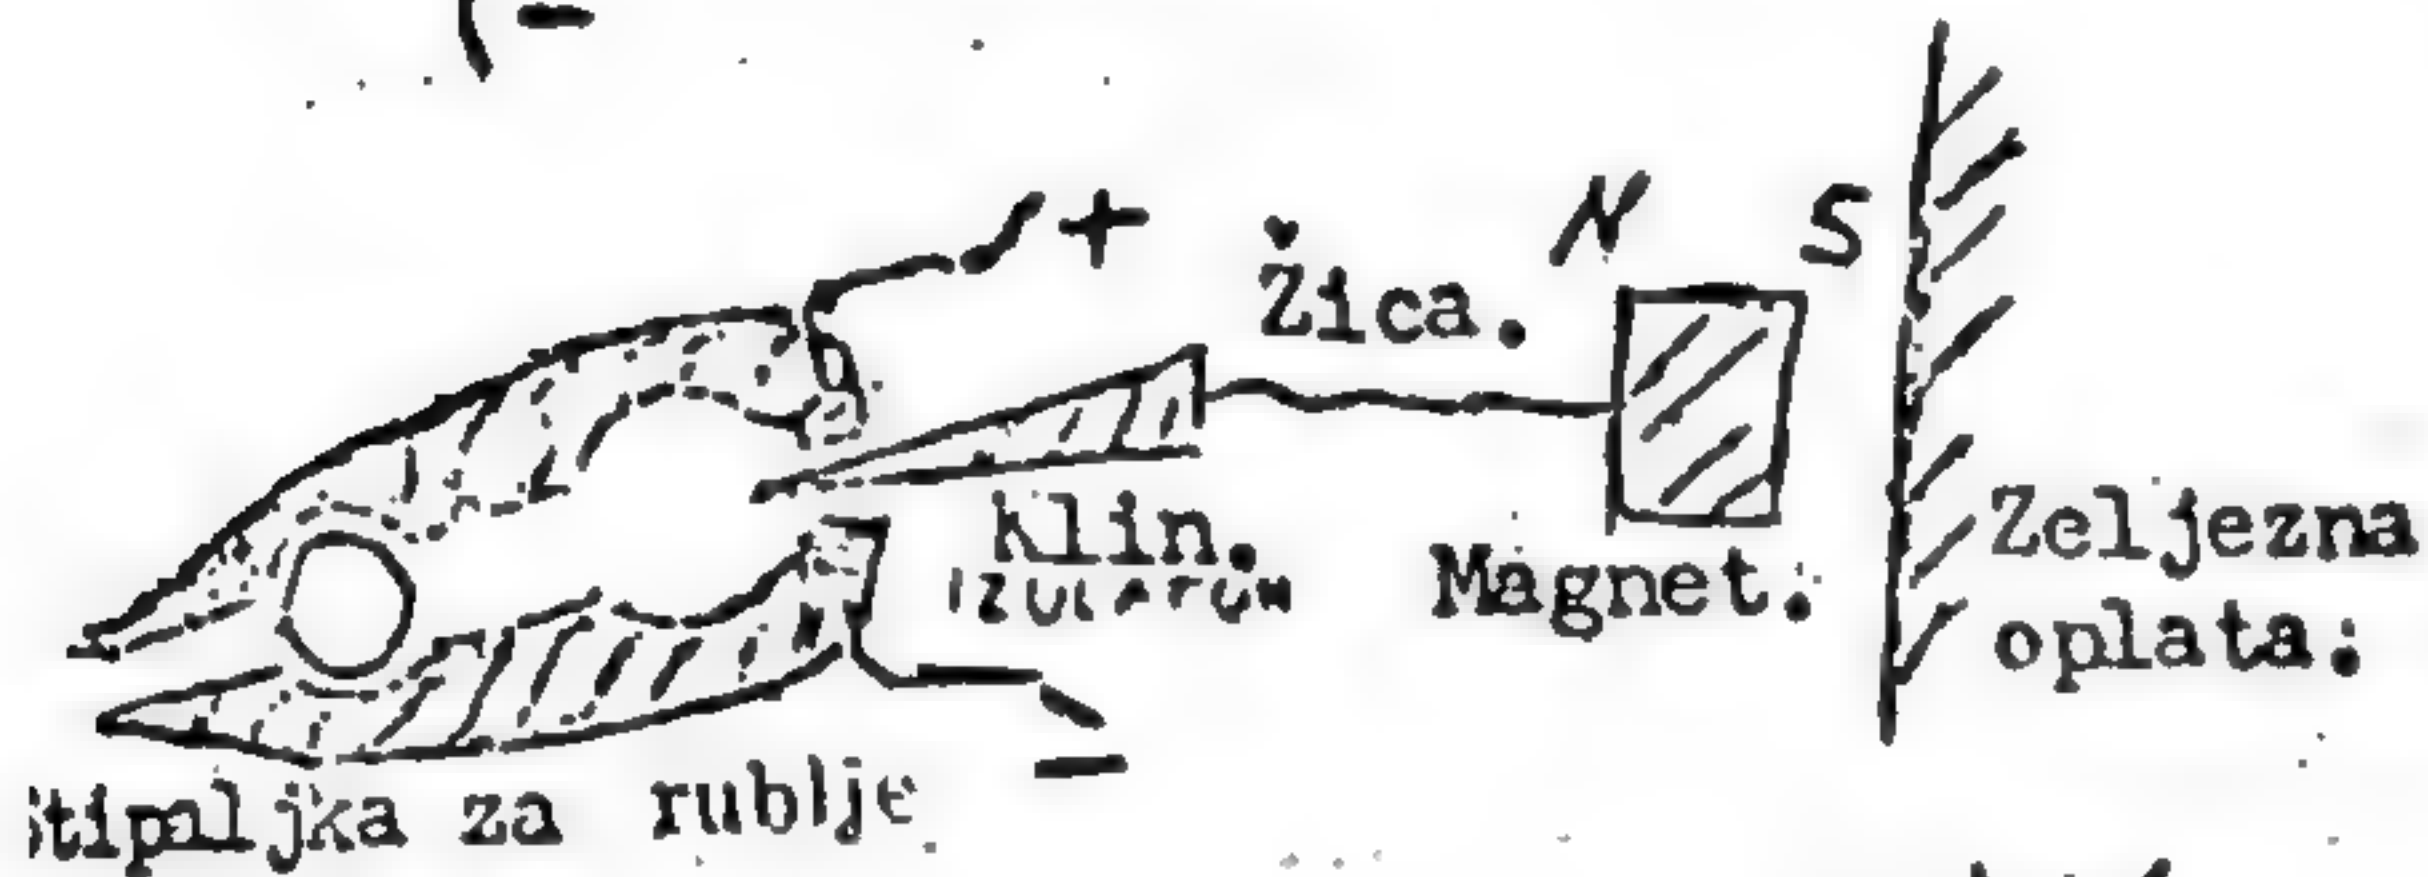 −
+
Žica.
N S
Klin.
IZOLATOR
Magnet.
Zeljezna
oplata:
−
Štipaljka za rublje